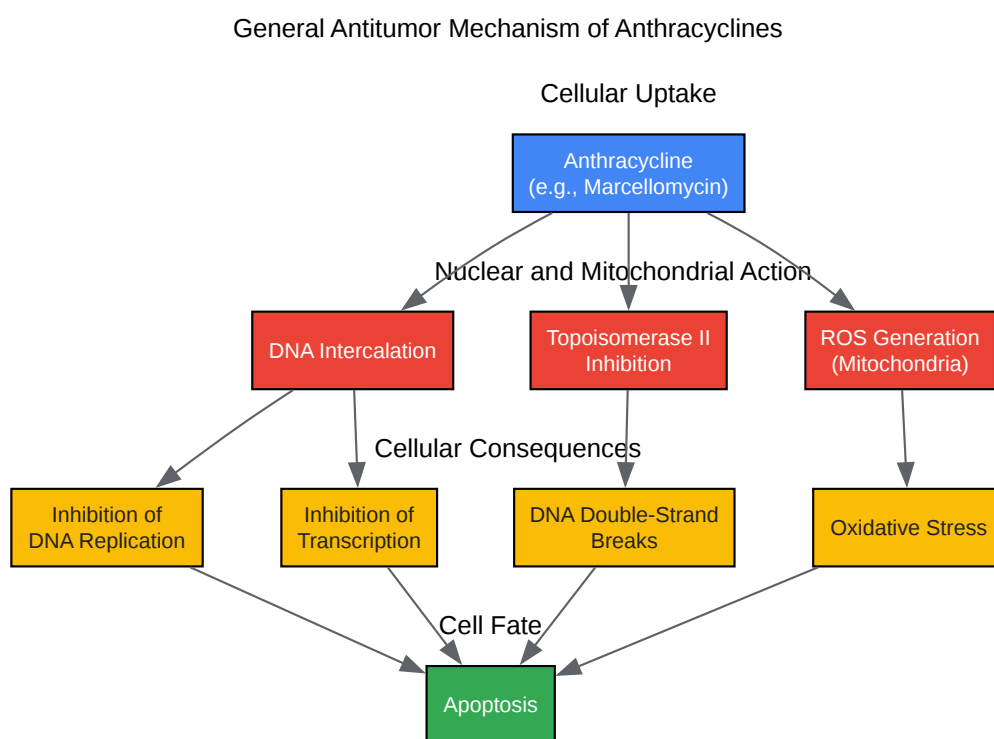 General Antitumor Mechanism of Anthracyclines
Cellular Uptake
Anthracycline
(e.g., Marcellomycin)
Nuclear and Mitochondrial Action
DNA Intercalation
Topoisomerase II
Inhibition
ROS Generation
(Mitochondria)
Cellular Consequences
Inhibition of
DNA Replication
Inhibition of
Transcription
DNA Double-Strand
Breaks
Oxidative Stress
Cell Fate
Apoptosis